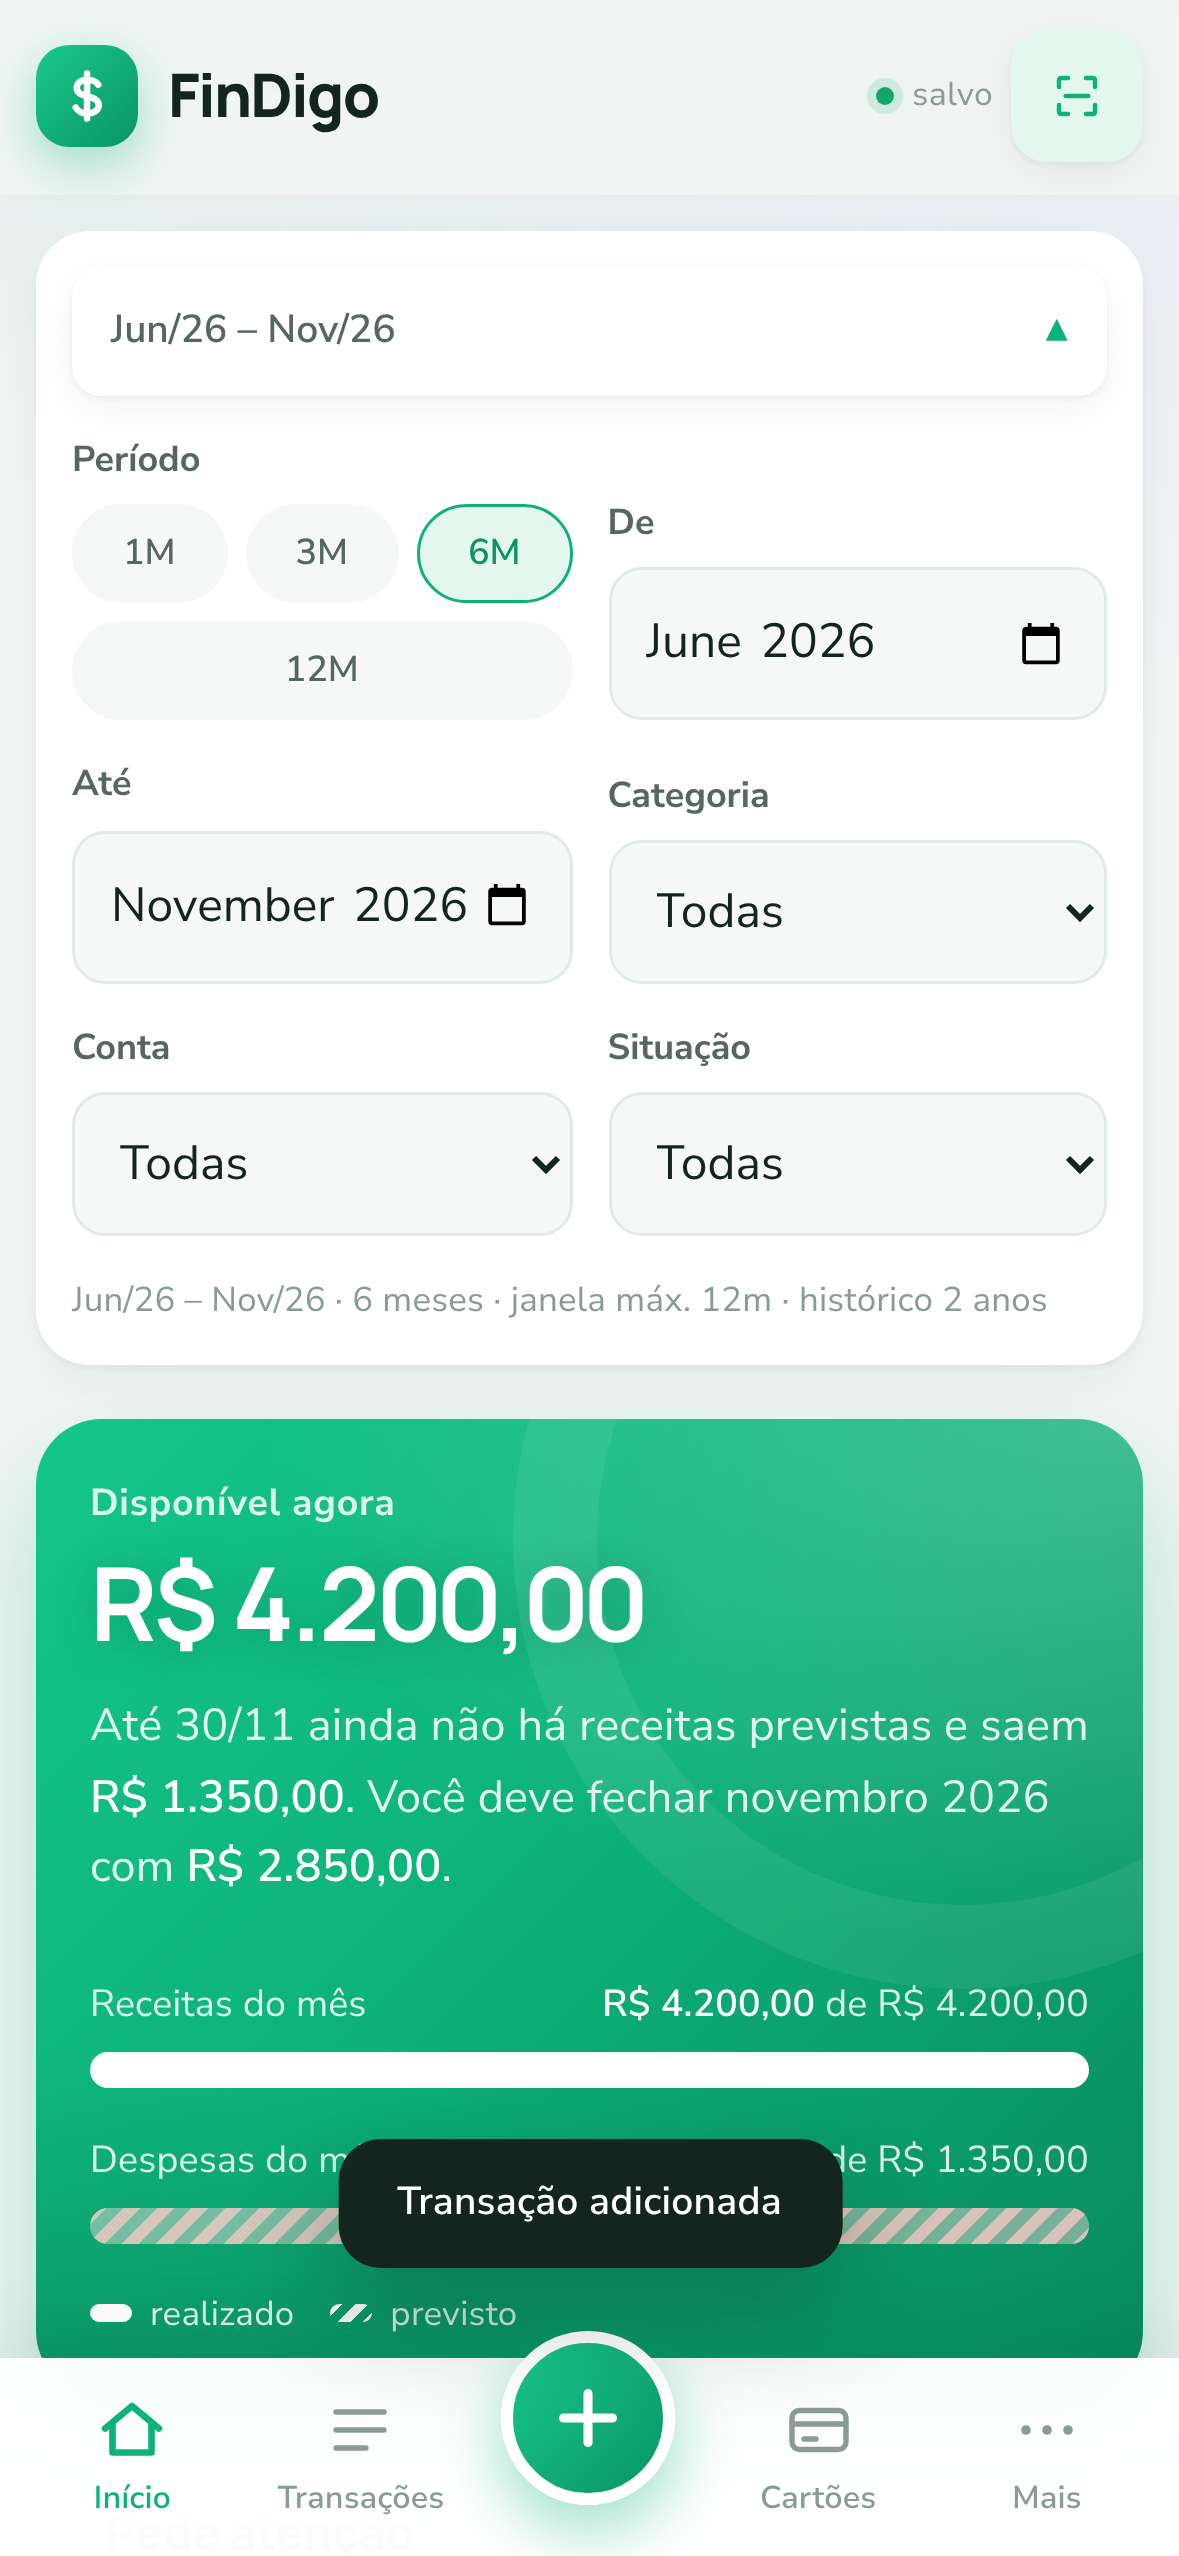 $ FinDigo
salvo
Jun/26 – Nov/26
Período
1M 3M 6M
12M
De
June 2026
Até
November 2026
Categoria
Todas
Conta
Todas
Situação
Todas
Jun/26 – Nov/26 · 6 meses · janela máx. 12m · histórico 2 anos
Disponível agora
R$ 4.200,00
Até 30/11 ainda não há receitas previstas e saem
R$ 1.350,00. Você deve fechar novembro 2026
com R$ 2.850,00.
Receitas do mês R$ 4.200,00 de R$ 4.200,00
Despesas do de R$ 1.350,00
Transação adicionada
realizado previsto
Início Transações Cartões Mais
Pede atenção